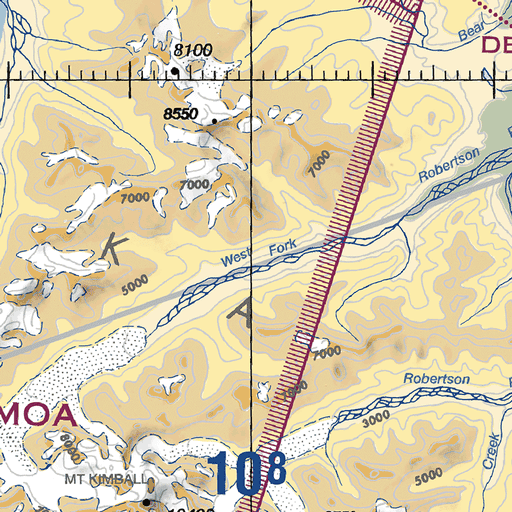 8100
Bear
DE
8550
7000
7000
7000
Robertson
K
West Fork
5000
A
7000
7000
Robertson
MOA
3000
8000
Creek
10⁸
MT KIMBALL
5000